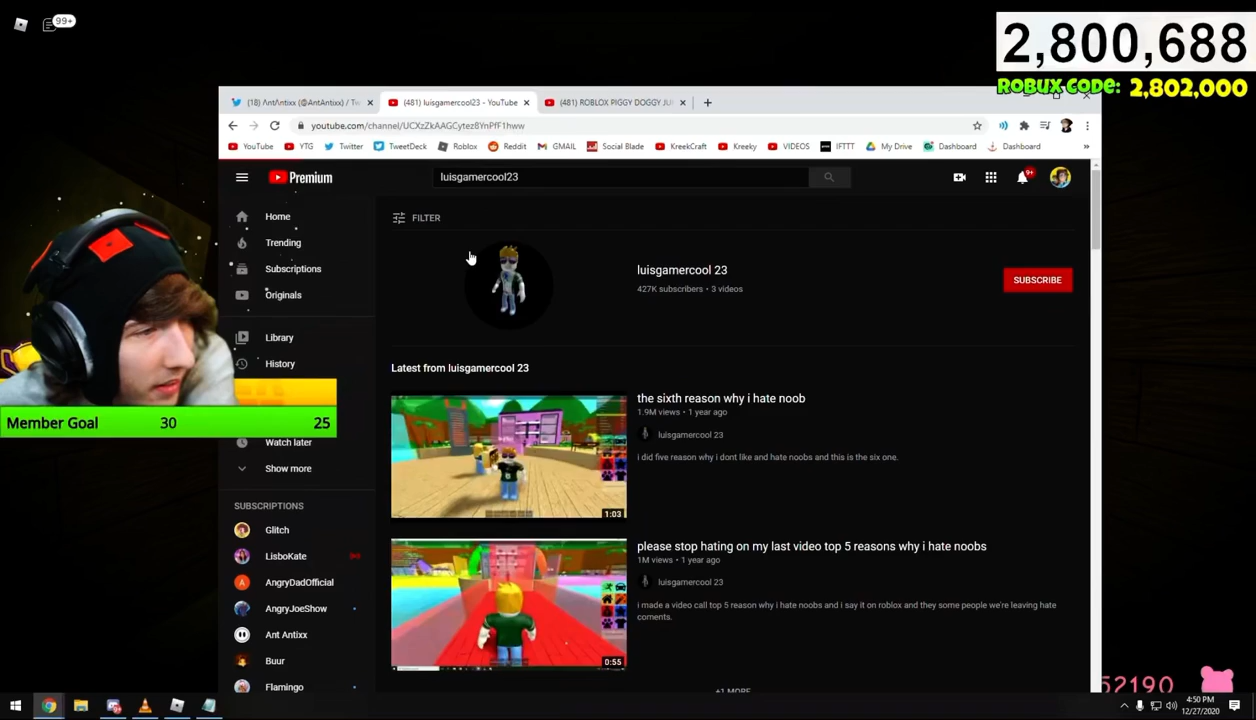 99+
2,800,688
ROBUX CODE: 2,802,000
(18) AntAntixx (@AntAntixx) / Tw
(481) luisgamercool23 - YouTube
(481) ROBLOX PIGGY DOGGY JU
youtube.com/channel/UCXzZkAAGCytez8YnPfF1hww
YouTube
YTG
Twitter
TweetDeck
Roblox
Reddit
GMAIL
Social Blade
KreekCraft
Kreeky
VIDEOS
IFTTT
My Drive
Dashboard
Dashboard
Premium
luisgamercool23
9+
Home
Trending
Subscriptions
Originals
Library
History
Watch later
Show more
SUBSCRIPTIONS
Glitch
LisboKate
AngryDadOfficial
AngryJoeShow
Ant Antixx
Buur
Flamingo
FILTER
luisgamercool 23
427K subscribers • 3 videos
SUBSCRIBE
Latest from luisgamercool 23
the sixth reason why i hate noob
1.9M views • 1 year ago
luisgamercool 23
i did five reason why i dont like and hate noobs and this is the six one.
1:03
please stop hating on my last video top 5 reasons why i hate noobs
1M views • 1 year ago
luisgamercool 23
i made a video call top 5 reason why i hate noobs and i say it on roblox and they some people we're leaving hate
coments.
0:55
+1 MORE
Member Goal 30 25
52190
4:50 PM
12/27/2020